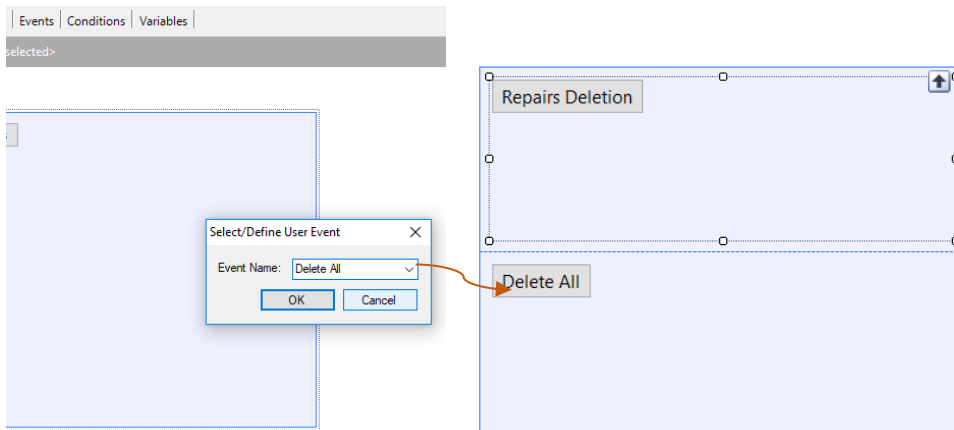 Events Conditions Variables
selected>
Repairs Deletion
Select/Define User Event
Event Name: Delete All
OK Cancel
Delete All